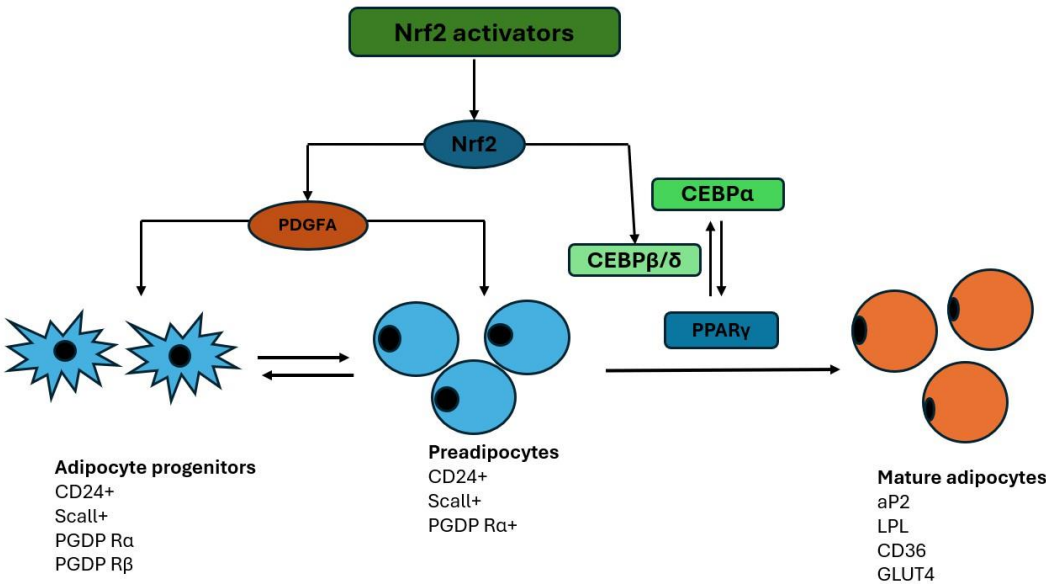 Nrf2 activators
Nrf2
PDGFA
CEBPα
CEBPβ/δ
PPARγ
Adipocyte progenitors
CD24+
Scall+
PGDP Rα
PGDP Rβ
Preadipocytes
CD24+
Scall+
PGDP Rα+
Mature adipocytes
aP2
LPL
CD36
GLUT4